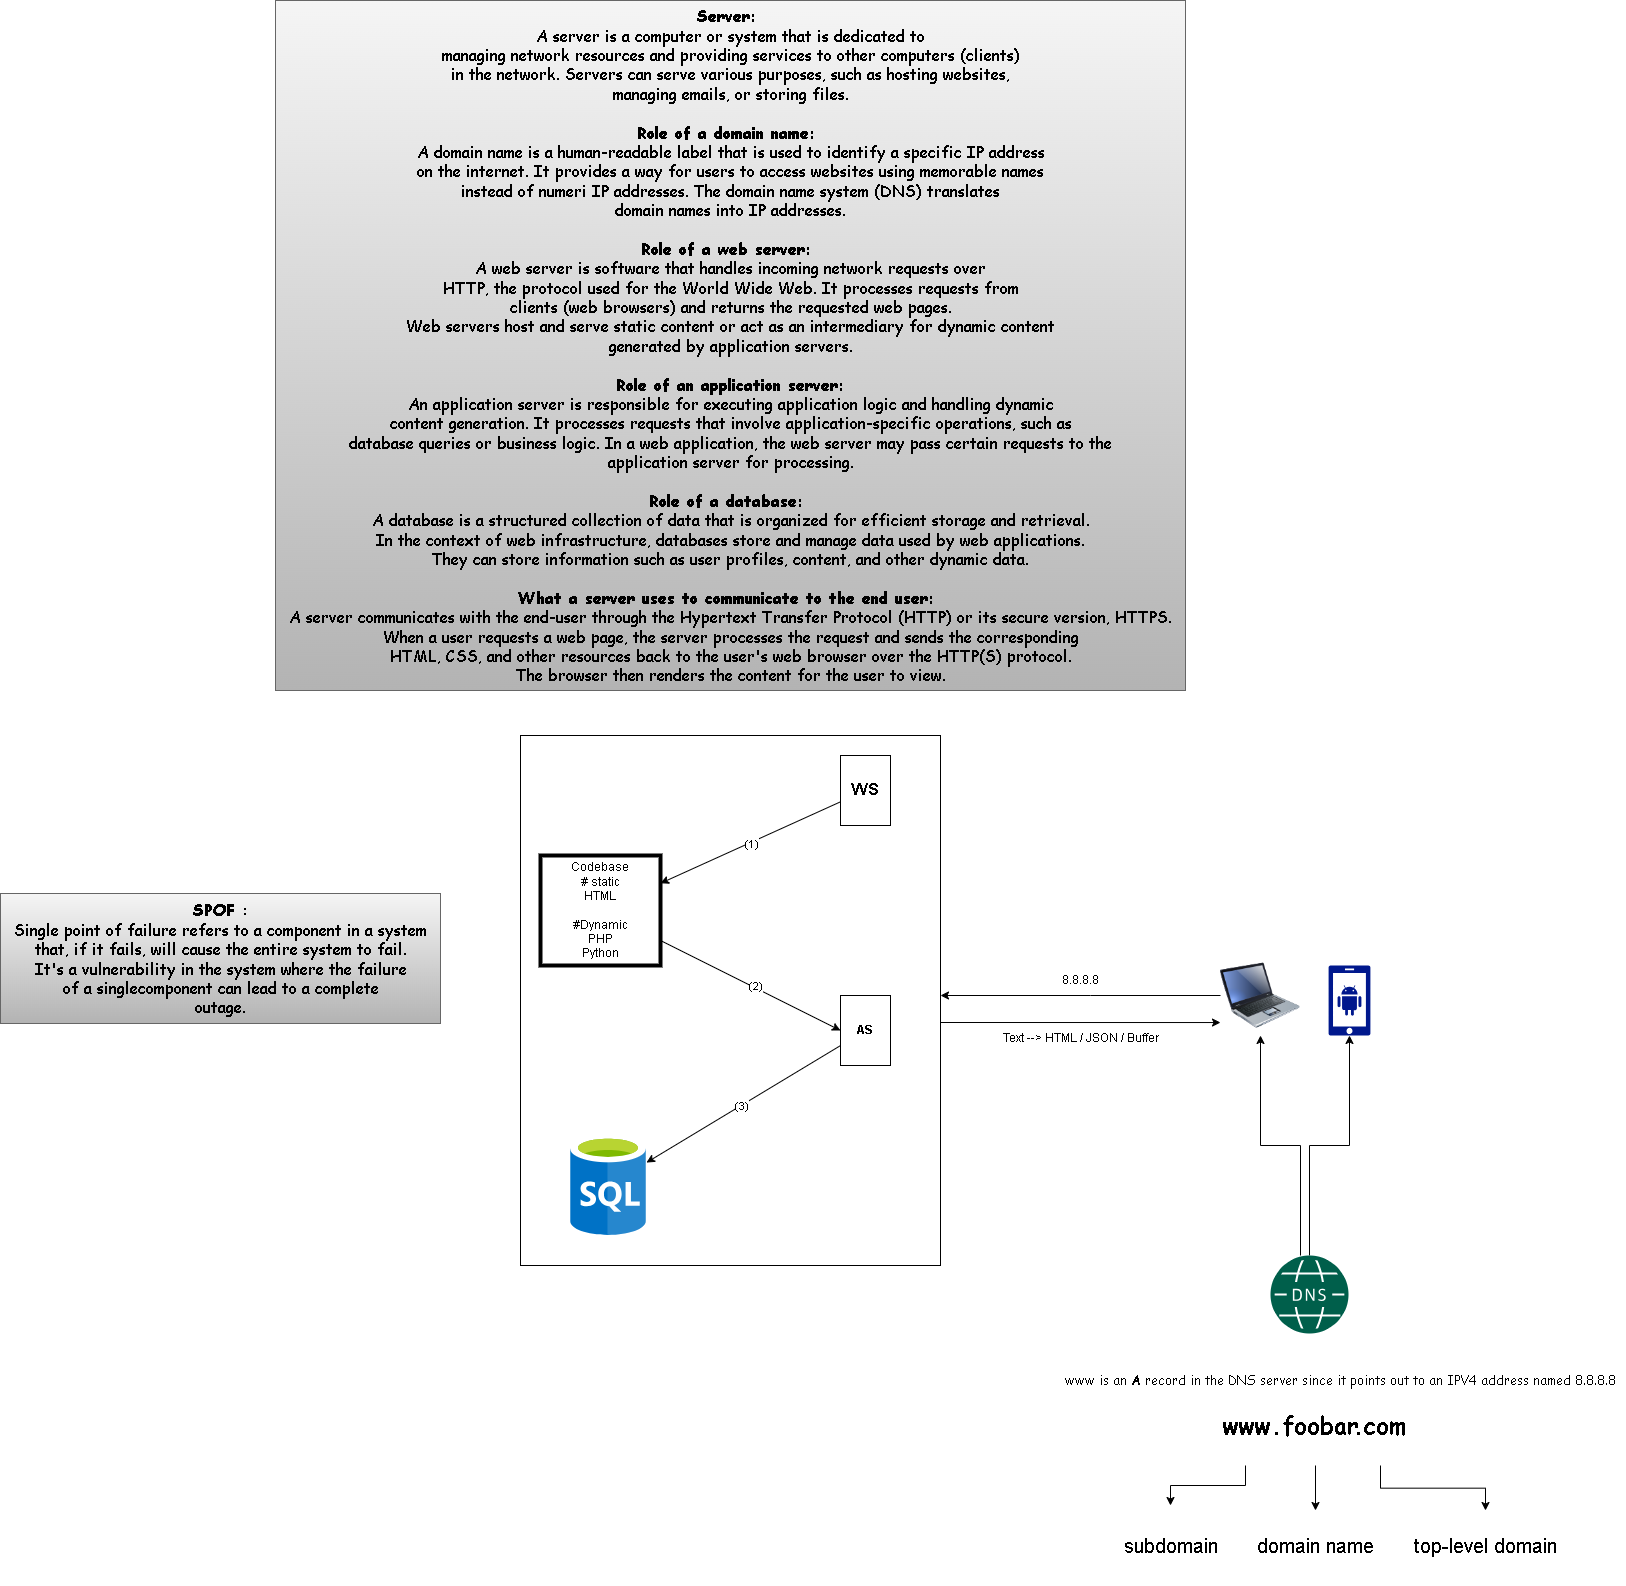 Server:
A server is a computer or system that is dedicated to
managing network resources and providing services to other computers (clients)
in the network. Servers can serve various purposes, such as hosting websites,
managing emails, or storing files.
Role of a domain name:
A domain name is a human-readable label that is used to identify a specific IP address
on the internet. It provides a way for users to access websites using memorable names
instead of numeri IP addresses. The domain name system (DNS) translates
domain names into IP addresses.
Role of a web server:
A web server is software that handles incoming network requests over
HTTP, the protocol used for the World Wide Web. It processes requests from
clients (web browsers) and returns the requested web pages.
Web servers host and serve static content or act as an intermediary for dynamic content
generated by application servers.
Role of an application server:
An application server is responsible for executing application logic and handling dynamic
content generation. It processes requests that involve application-specific operations, such as
database queries or business logic. In a web application, the web server may pass certain requests to the
application server for processing.
Role of a database:
A database is a structured collection of data that is organized for efficient storage and retrieval.
In the context of web infrastructure, databases store and manage data used by web applications.
They can store information such as user profiles, content, and other dynamic data.
What a server uses to communicate to the end user:
A server communicates with the end-user through the Hypertext Transfer Protocol (HTTP) or its secure version, HTTPS.
When a user requests a web page, the server processes the request and sends the corresponding
HTML, CSS, and other resources back to the user's web browser over the HTTP(S) protocol.
The browser then renders the content for the user to view.
WS
(1)
Codebase
# static
HTML
#Dynamic
PHP
Python
SPOF :
Single point of failure refers to a component in a system
that, if it fails, will cause the entire system to fail.
It's a vulnerability in the system where the failure
of a singlecomponent can lead to a complete
outage.
(2)
AS
8.8.8.8
Text --> HTML / JSON / Buffer
(3)
SQL
DNS
www is an A record in the DNS server since it points out to an IPV4 address named 8.8.8.8
www.foobar.com
subdomain
domain name
top-level domain